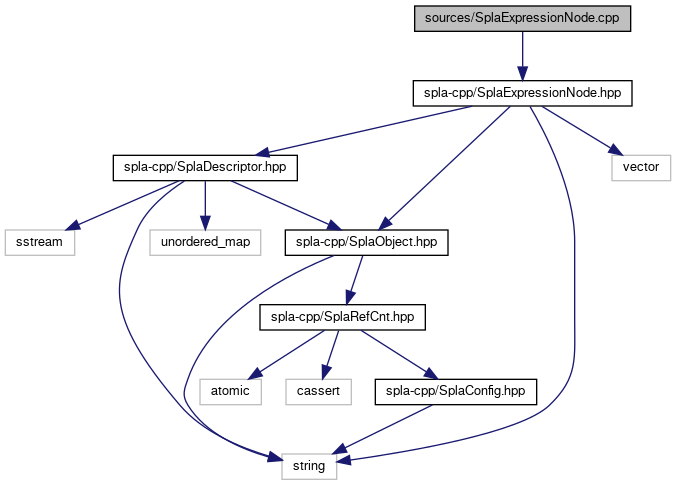 sources/SplaExpressionNode.cpp
spla-cpp/SplaExpressionNode.hpp
spla-cpp/SplaDescriptor.hpp
vector
sstream
unordered_map
spla-cpp/SplaObject.hpp
spla-cpp/SplaRefCnt.hpp
atomic
cassert
spla-cpp/SplaConfig.hpp
string